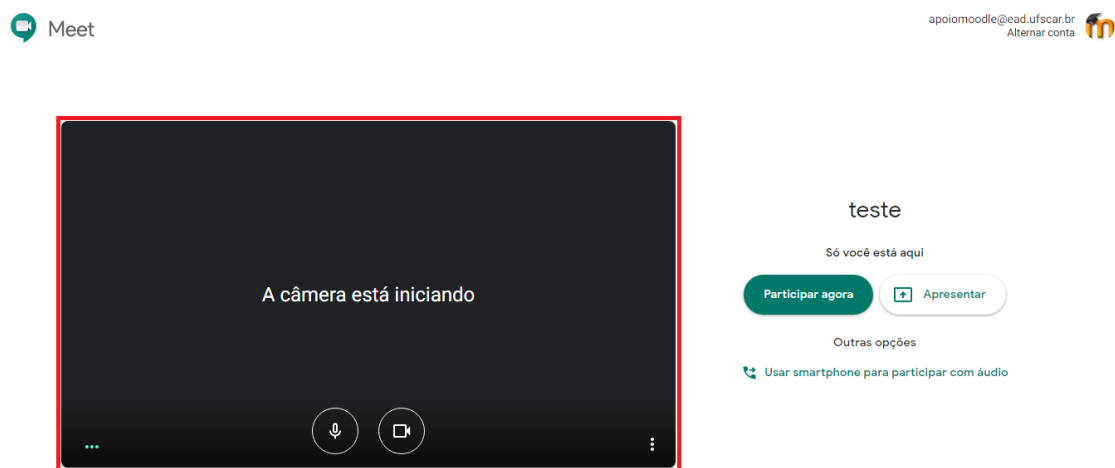 Meet
apoiomoodle@ead.ufscar.br
Alternar conta
A câmera está iniciando
teste
Só você está aqui
Participar agora
Apresentar
Outras opções
Usar smartphone para participar com áudio